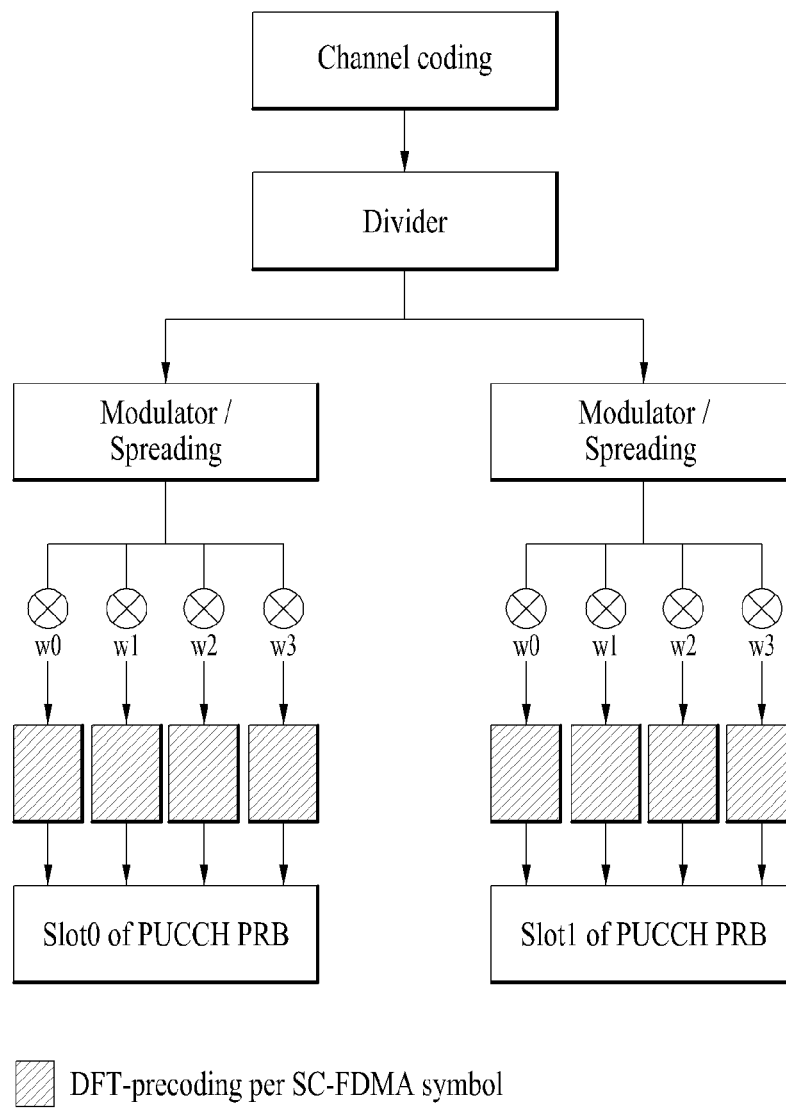 Channel coding
Divider
Modulator /
Spreading
Modulator /
Spreading
w0 w1 w2 w3
w0 w1 w2 w3
Slot0 of PUCCH PRB
Slot1 of PUCCH PRB
DFT-precoding per SC-FDMA symbol